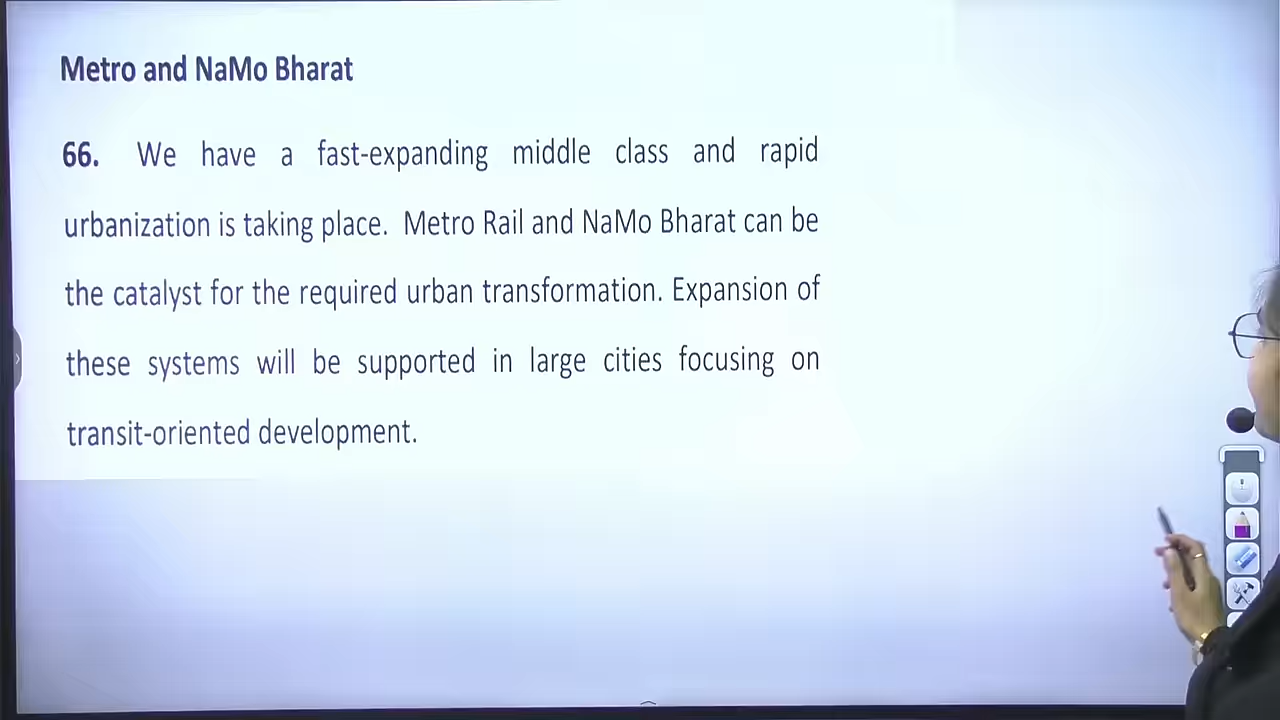 Metro and NaMo Bharat
66. We have a fast-expanding middle class and rapid
urbanization is taking place. Metro Rail and NaMo Bharat can be
the catalyst for the required urban transformation. Expansion of
these systems will be supported in large cities focusing on
transit-oriented development.